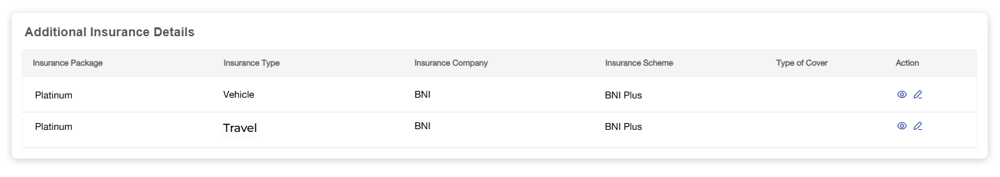 Additional Insurance Details
Insurance Package Insurance Type Insurance Company Insurance Scheme Type of Cover Action
Platinum Vehicle BNI BNI Plus
Platinum Travel BNI BNI Plus